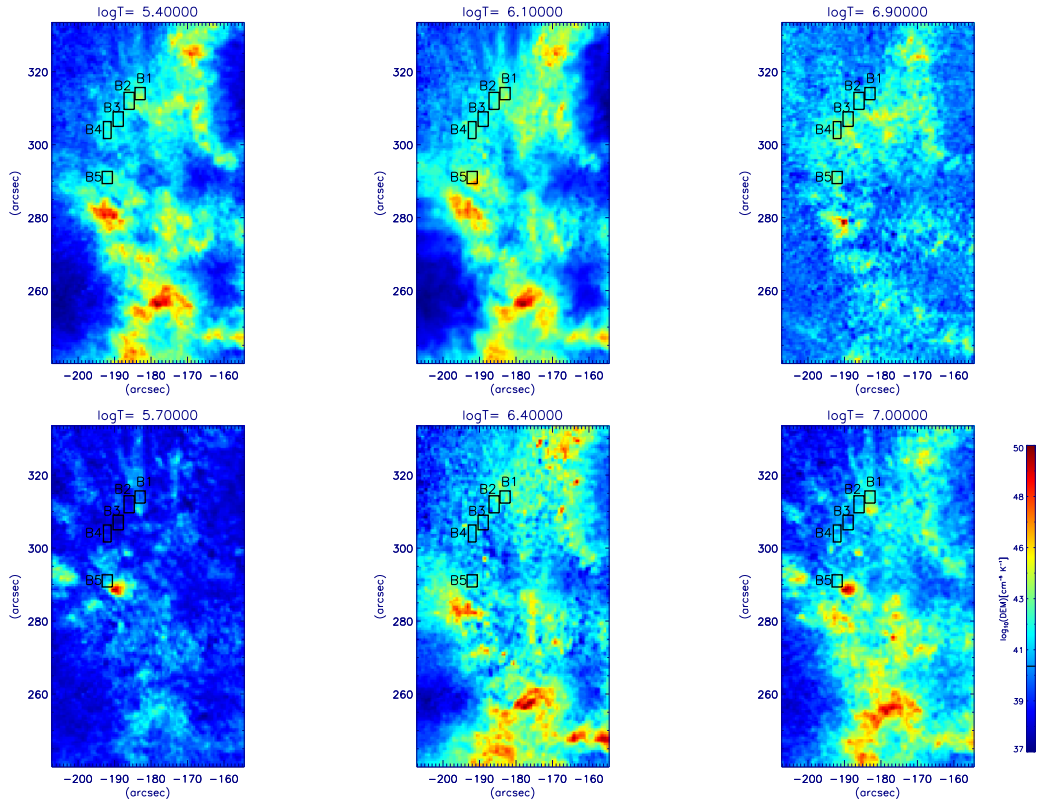 logT= 5.40000
logT= 6.10000
logT= 6.90000
320
300
280
260
(arcsec)
B1
B2
B3
B4
B5
−200 −190 −180 −170 −160
(arcsec)
320
300
280
260
(arcsec)
B1
B2
B3
B4
B5
−200 −190 −180 −170 −160
(arcsec)
320
300
280
260
(arcsec)
B1
B2
B3
B4
B5
−200 −190 −180 −170 −160
(arcsec)
logT= 5.70000
logT= 6.40000
logT= 7.00000
320
300
280
260
(arcsec)
B
B2
B3
B4
B5
−200 −190 −180 −170 −160
(arcsec)
320
300
280
260
(arcsec)
B1
B2
B3
B4
B5
−200 −190 −180 −170 −160
(arcsec)
320
300
280
260
(arcsec)
B1
B2
B3
B4
B5
−200 −190 −180 −170 −160
(arcsec)
50
48
46
43
41
39
37
log₁₀(DEM)[cm⁻⁵ K⁻¹]